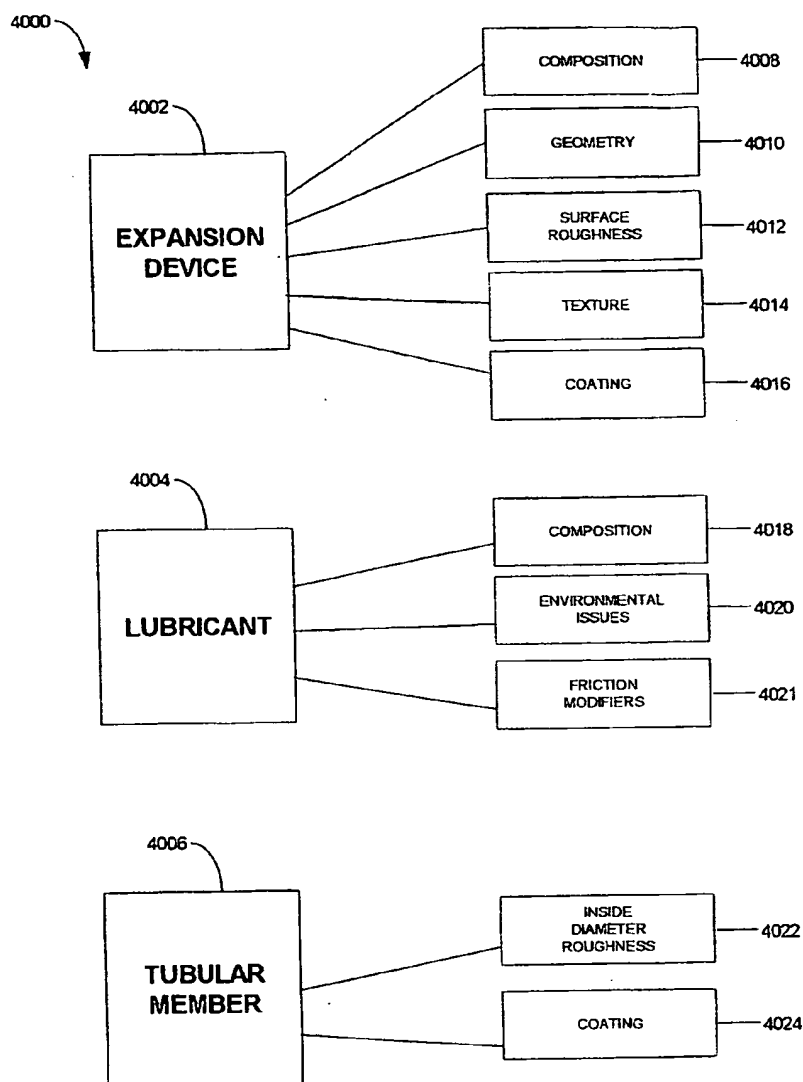 4000
4002
EXPANSION
DEVICE
COMPOSITION
4008
GEOMETRY
4010
SURFACE
ROUGHNESS
4012
TEXTURE
4014
COATING
4016
4004
LUBRICANT
COMPOSITION
4018
ENVIRONMENTAL
ISSUES
4020
FRICTION
MODIFIERS
4021
4006
TUBULAR
MEMBER
INSIDE
DIAMETER
ROUGHNESS
4022
COATING
4024